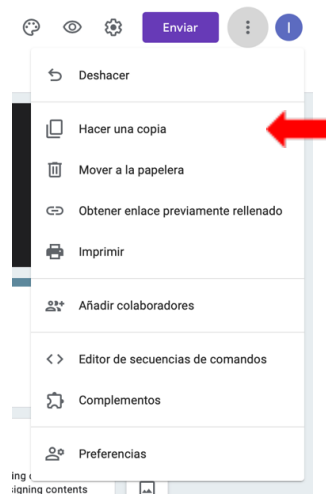 Enviar
I
Deshacer
Hacer una copia
Mover a la papelera
Obtener enlace previamente rellenado
Imprimir
Añadir colaboradores
Editor de secuencias de comandos
Complementos
Preferencias
ing
signing contents